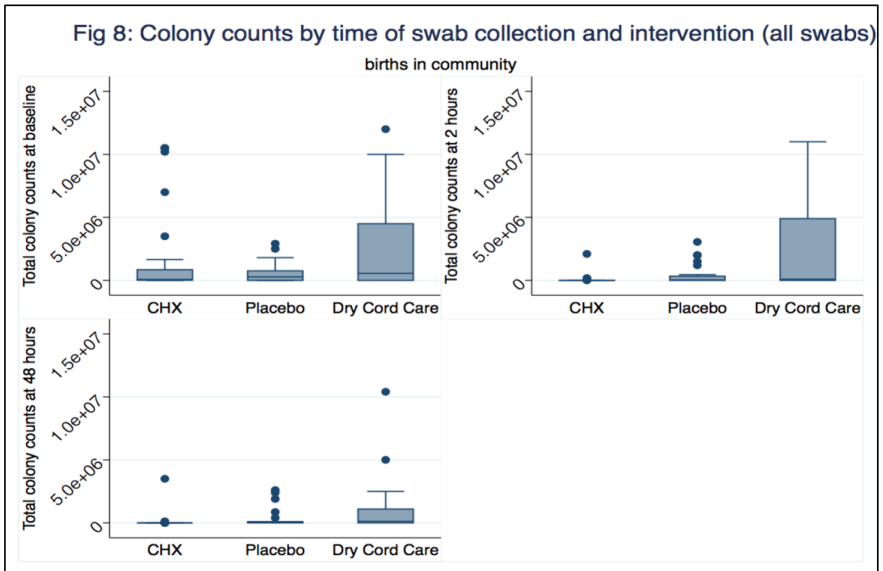 Fig 8: Colony counts by time of swab collection and intervention (all swabs)
births in community
Total colony counts at baseline
1.5e+07
1.0e+07
5.0e+06
0
CHX Placebo Dry Cord Care
Total colony counts at 2 hours
1.5e+07
1.0e+07
5.0e+06
0
CHX Placebo Dry Cord Care
Total colony counts at 48 hours
1.5e+07
1.0e+07
5.0e+06
0
CHX Placebo Dry Cord Care